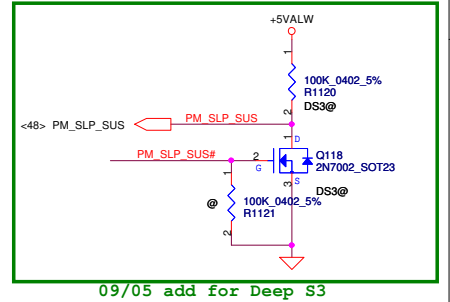 +5VALW
1
100K_0402_5%
R1120
2
DS3@
<48> PM_SLP_SUS
PM_SLP_SUS
1
D
PM_SLP_SUS#
2
G
Q118
2N7002_SOT23
1
3
S
DS3@
@
100K_0402_5%
R1121
2
09/05 add for Deep S3